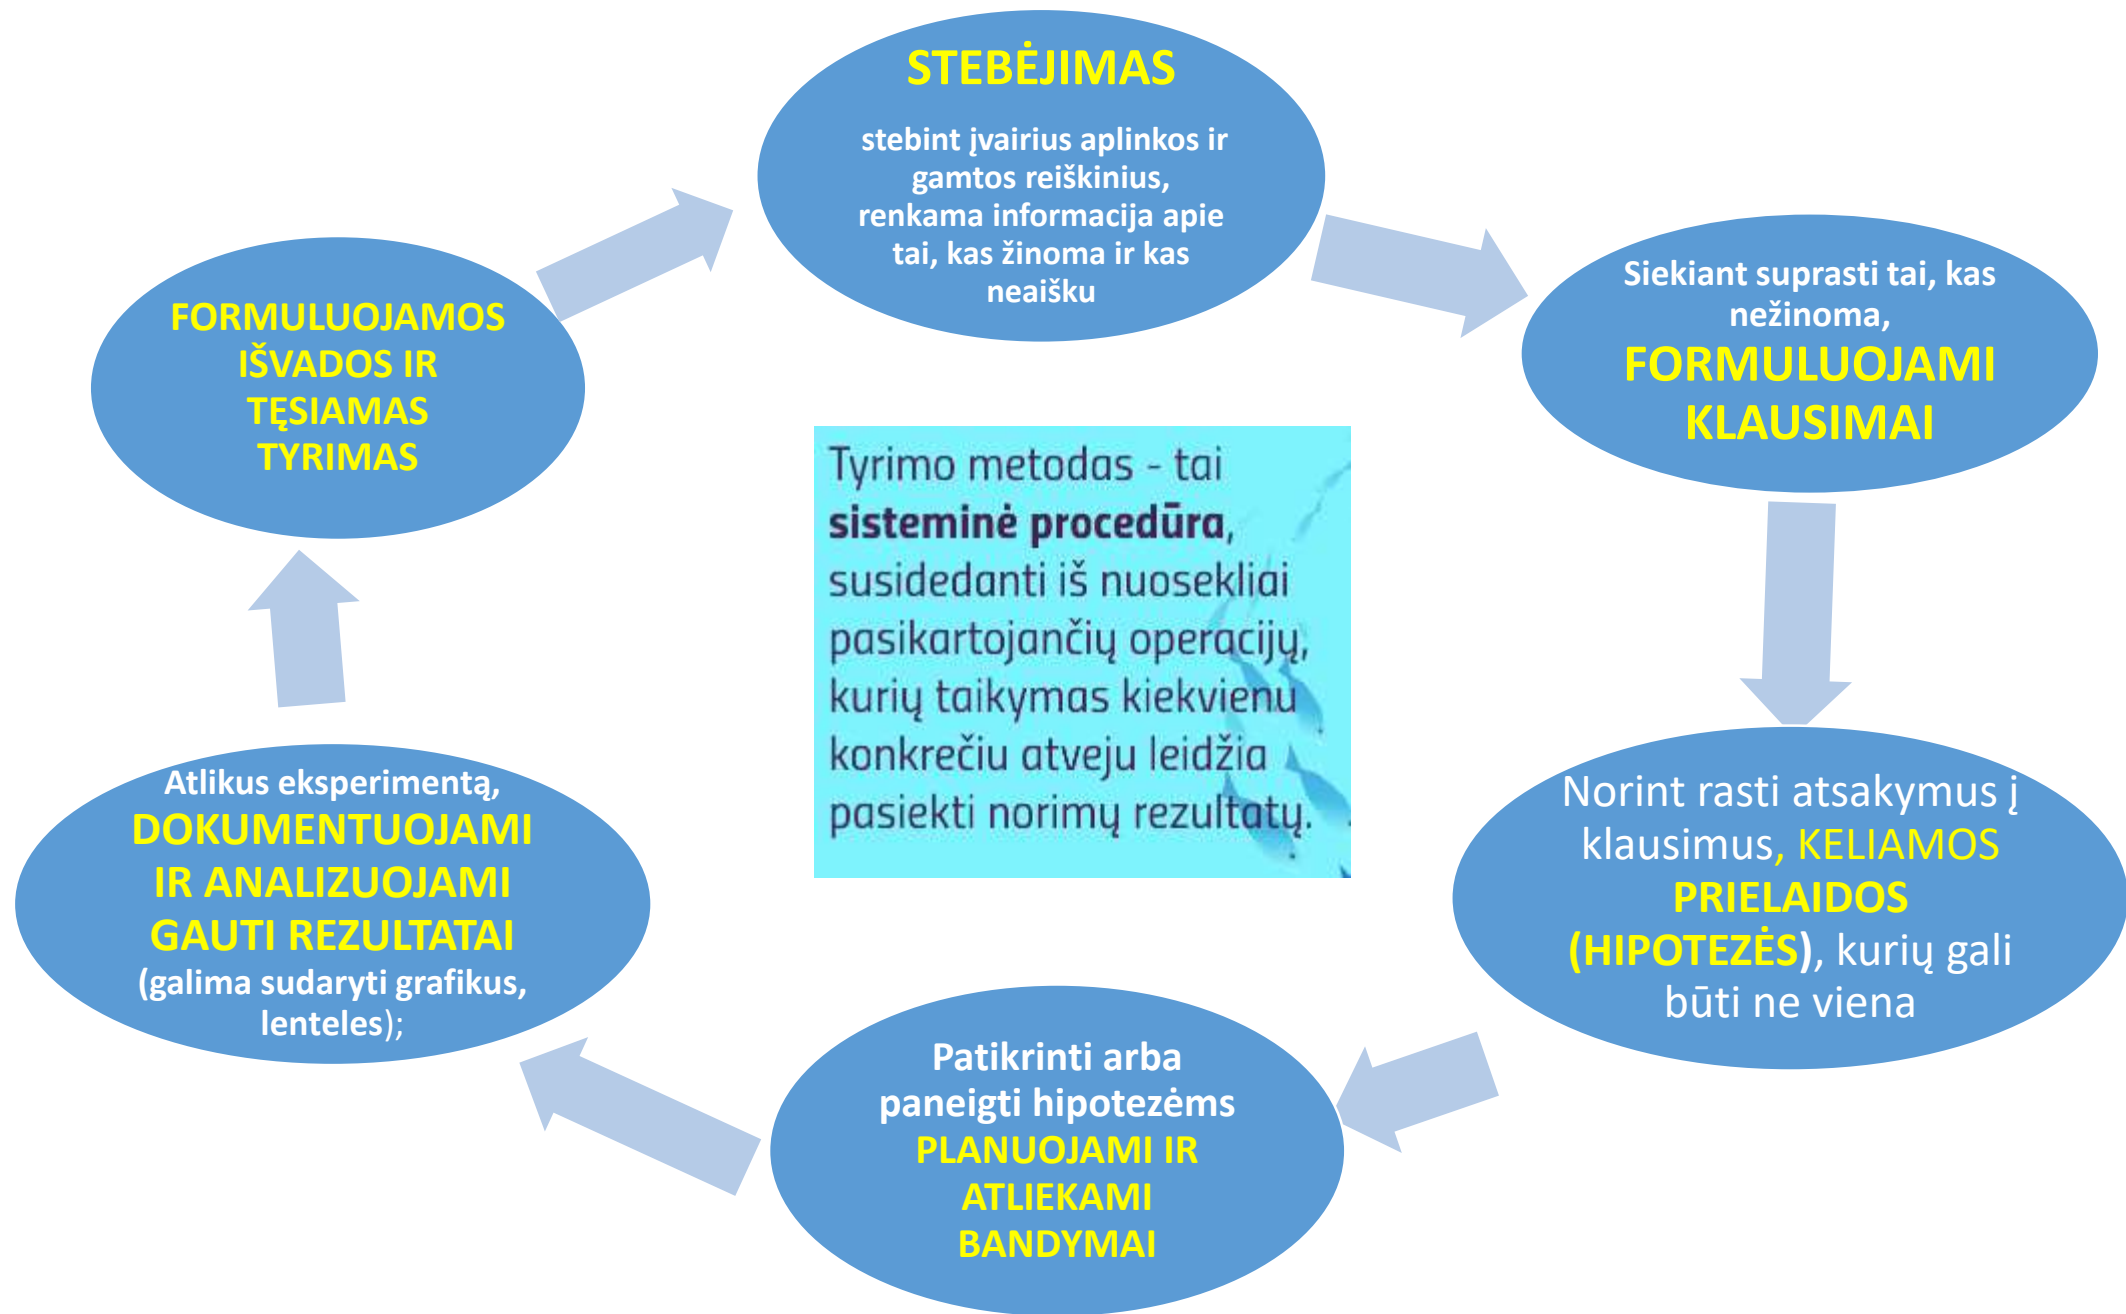 STEBĖJIMAS
stebint įvairius aplinkos ir
gamtos reiškinius,
renkama informacija apie
tai, kas žinoma ir kas
neaišku
Siekiant suprasti tai, kas
nežinoma,
FORMULUOJAMI
KLAUSIMAI
Norint rasti atsakymus į
klausimus, KELIAMOS
PRIELAIDOS
(HIPOTEZĖS), kurių gali
būti ne viena
Patikrinti arba
paneigti hipotezėms
PLANUOJAMI IR
ATLIEKAMI
BANDYMAI
Atlikus eksperimentą,
DOKUMENTUOJAMI
IR ANALIZUOJAMI
GAUTI REZULTATAI
(galima sudaryti grafikus,
lenteles);
FORMULUOJAMOS
IŠVADOS IR
TĘSIAMAS
TYRIMAS
Tyrimo metodas - tai
sisteminė procedūra,
susidedanti iš nuosekliai
pasikartojančių operacijų,
kurių taikymas kiekvienu
konkrečiu atveju leidžia
pasiekti norimų rezultatų.